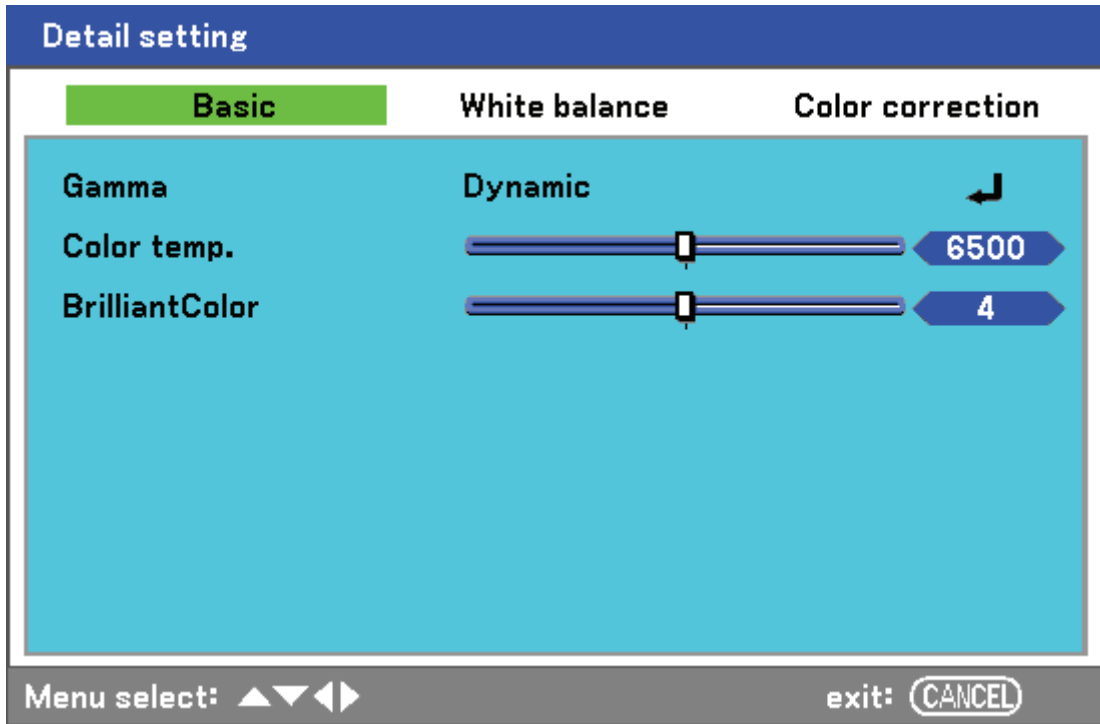 Detail setting
Basic White balance Color correction
Gamma Dynamic
Color temp. 6500
BrilliantColor 4
Menu select: exit: CANCEL